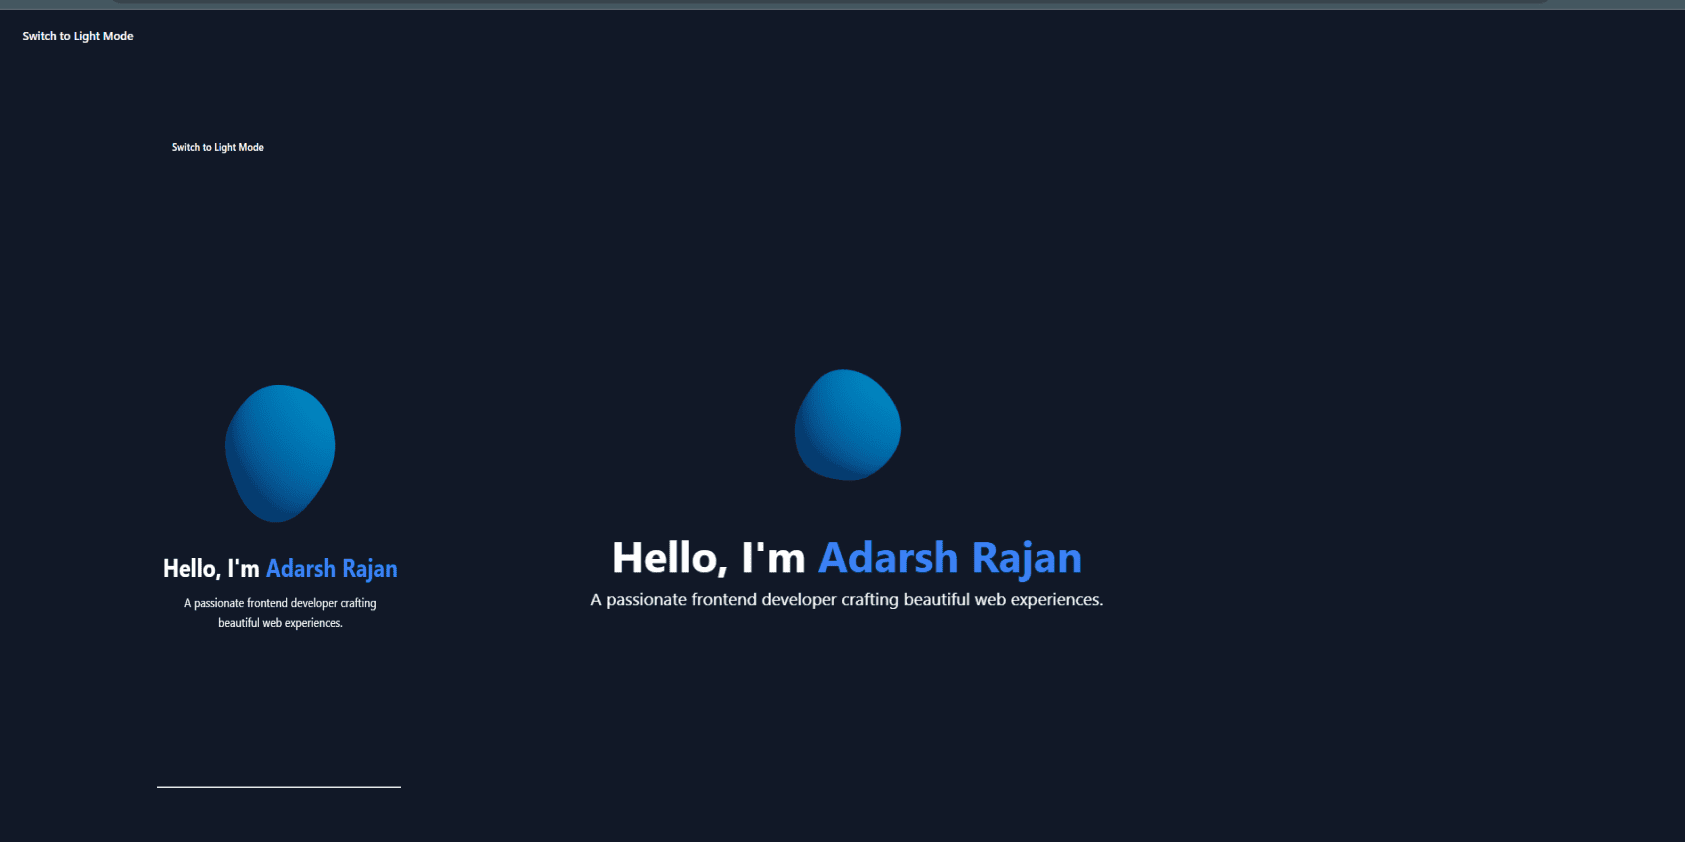 Switch to Light Mode
Switch to Light Mode
Hello, I'm Adarsh Rajan
A passionate frontend developer crafting
beautiful web experiences.
Hello, I'm Adarsh Rajan
A passionate frontend developer crafting beautiful web experiences.